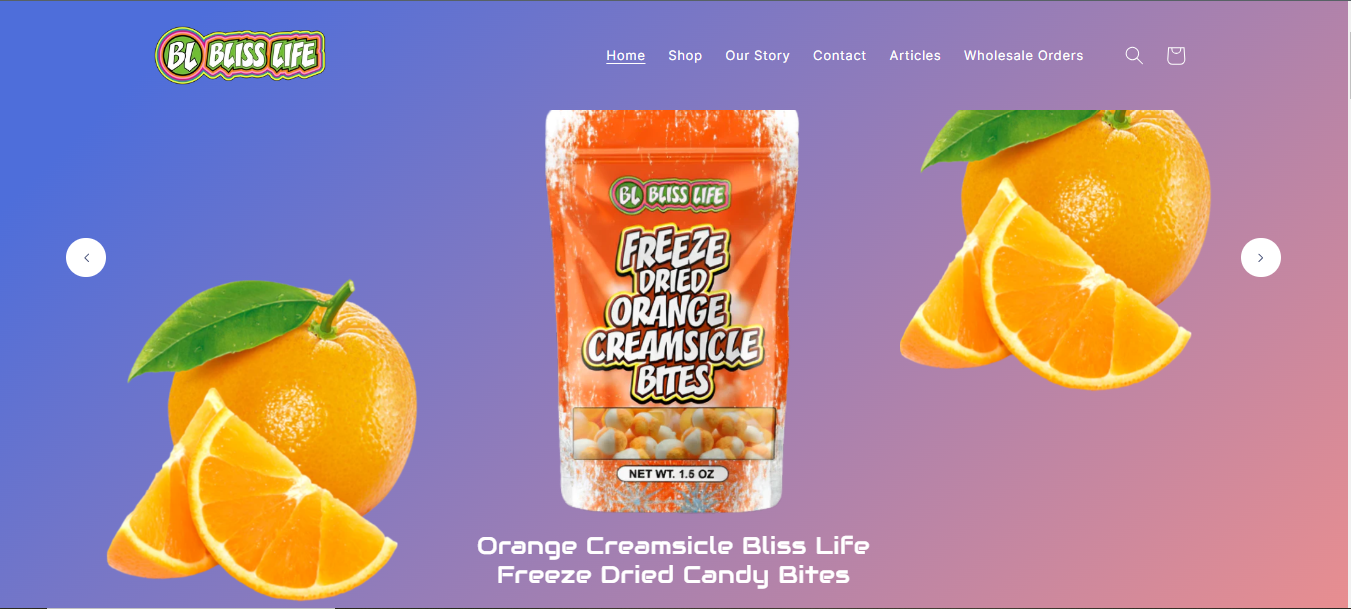 BL BLISS LIFE
Home Shop Our Story Contact Articles Wholesale Orders
BL BLISS LIFE
FREEZE
DRIED
ORANGE
CREAMSICLE
BITES
NET WT. 1.5 OZ
Orange Creamsicle Bliss Life
Freeze Dried Candy Bites